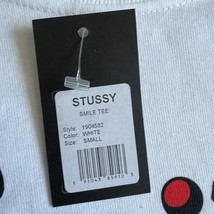 STUSSY
SMILE TEE
Style: 1904582
Color: WHITE
Size: SMALL